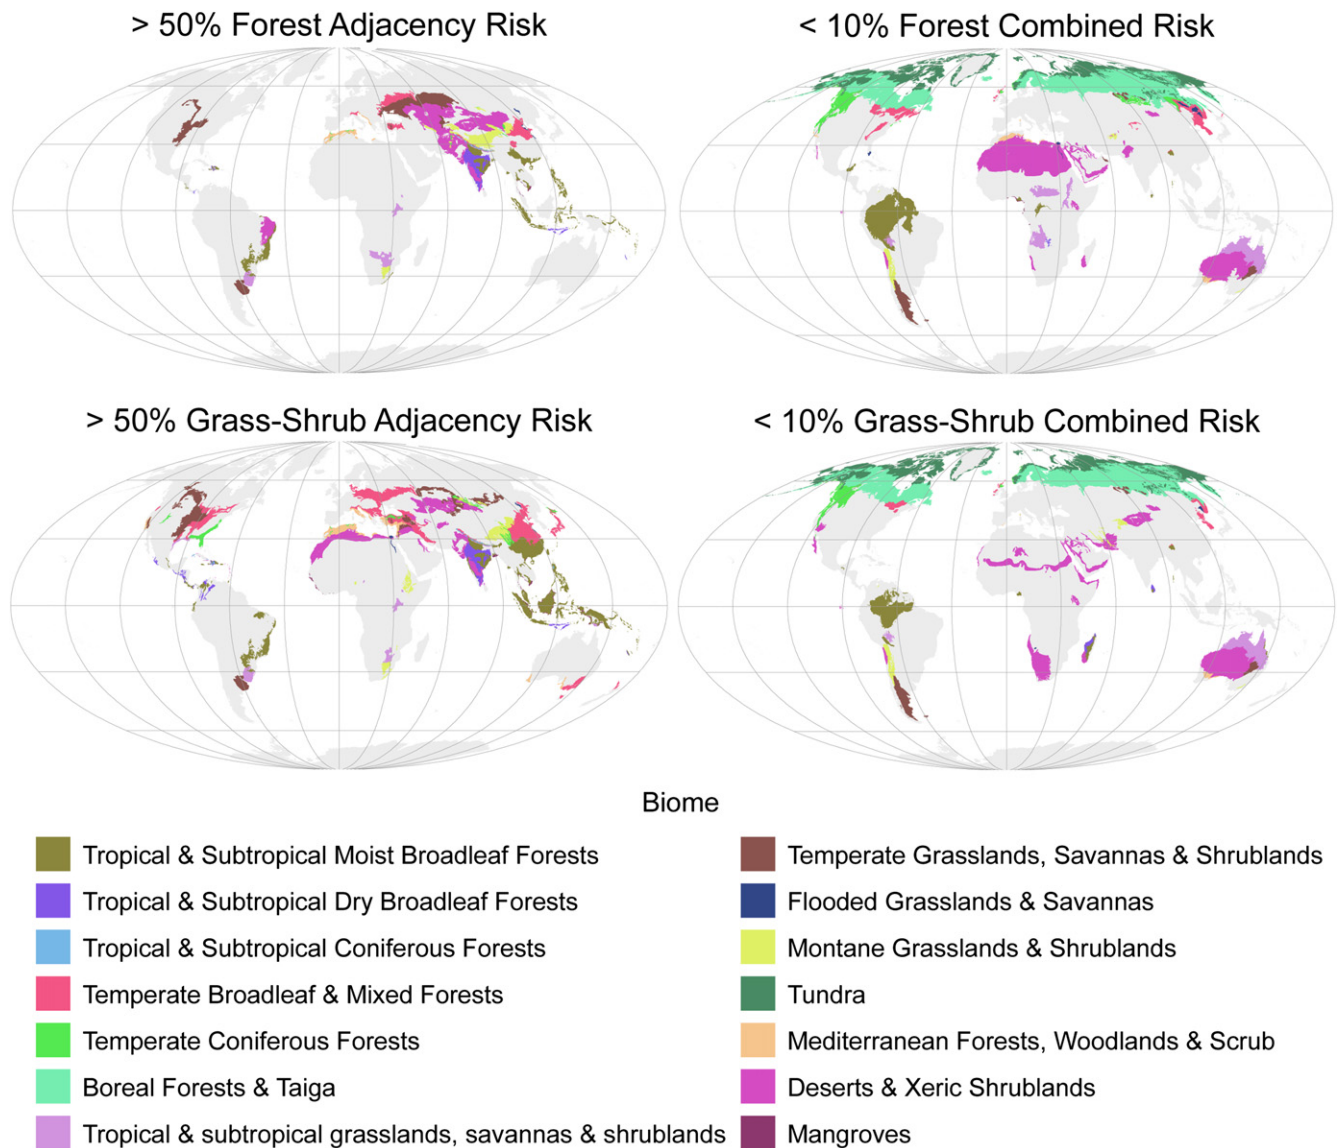 > 50% Forest Adjacency Risk
< 10% Forest Combined Risk
> 50% Grass-Shrub Adjacency Risk
< 10% Grass-Shrub Combined Risk
Biome
Tropical & Subtropical Moist Broadleaf Forests
Tropical & Subtropical Dry Broadleaf Forests
Tropical & Subtropical Coniferous Forests
Temperate Broadleaf & Mixed Forests
Temperate Coniferous Forests
Boreal Forests & Taiga
Tropical & subtropical grasslands, savannas & shrublands
Temperate Grasslands, Savannas & Shrublands
Flooded Grasslands & Savannas
Montane Grasslands & Shrublands
Tundra
Mediterranean Forests, Woodlands & Scrub
Deserts & Xeric Shrublands
Mangroves